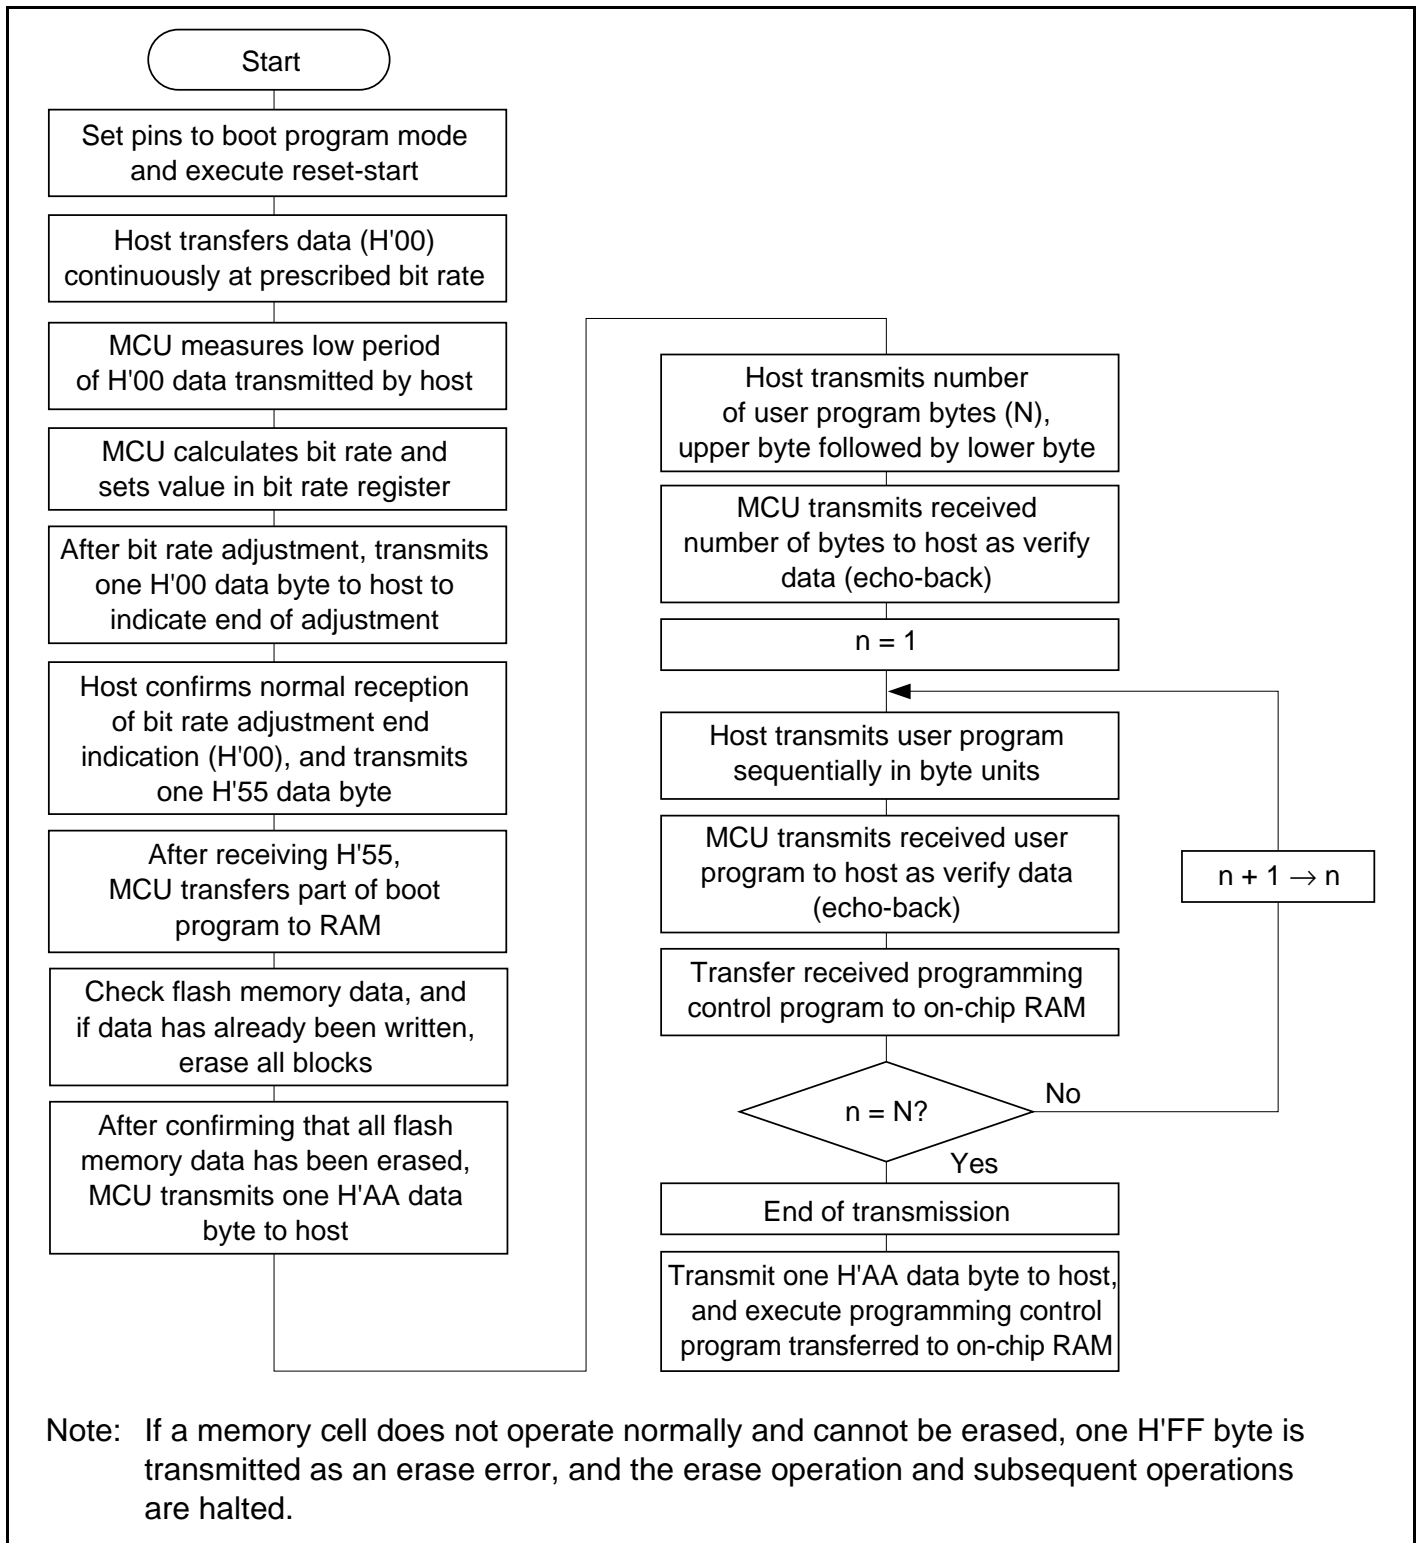 Start
Set pins to boot program mode
and execute reset-start
Host transfers data (H'00)
continuously at prescribed bit rate
MCU measures low period
of H'00 data transmitted by host
MCU calculates bit rate and
sets value in bit rate register
After bit rate adjustment, transmits
one H'00 data byte to host to
indicate end of adjustment
Host confirms normal reception
of bit rate adjustment end
indication (H'00), and transmits
one H'55 data byte
After receiving H'55,
MCU transfers part of boot
program to RAM
Check flash memory data, and
if data has already been written,
erase all blocks
After confirming that all flash
memory data has been erased,
MCU transmits one H'AA data
byte to host
Host transmits number
of user program bytes (N),
upper byte followed by lower byte
MCU transmits received
number of bytes to host as verify
data (echo-back)
n = 1
Host transmits user program
sequentially in byte units
MCU transmits received user
program to host as verify data
(echo-back)
n + 1 → n
Transfer received programming
control program to on-chip RAM
n = N?
No
Yes
End of transmission
Transmit one H'AA data byte to host,
and execute programming control
program transferred to on-chip RAM
Note: If a memory cell does not operate normally and cannot be erased, one H'FF byte is
transmitted as an erase error, and the erase operation and subsequent operations
are halted.